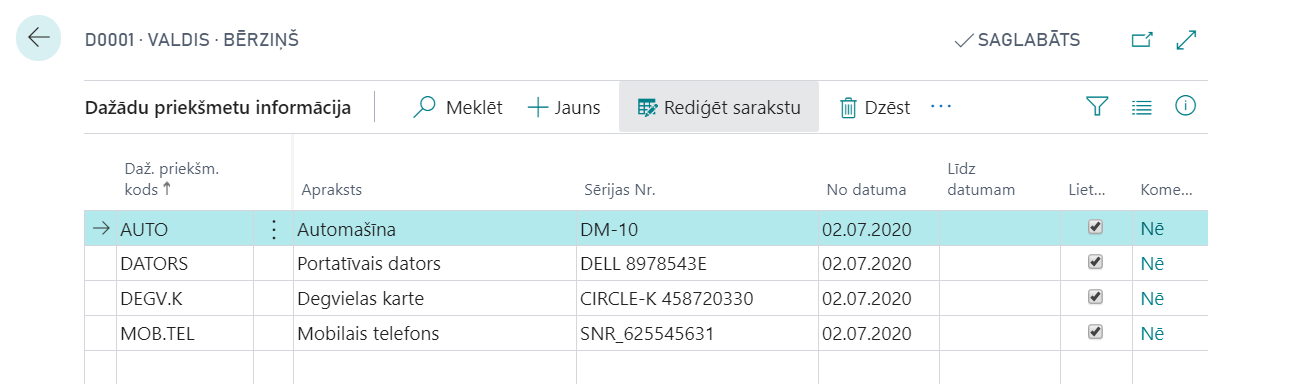 D0001 · VALDIS · BĒRZIŅŠ
SAGLABĀTS
Dažādu priekšmetu informācija
Meklēt
Jauns
Rediģēt sarakstu
Dzēst
···
Daž. priekšm. kods ↑
Apraksts
Sērijas Nr.
No datuma
Līdz datumam
Liet...
Kome...
AUTO Automašīna DM-10 02.07.2020 Nē
DATORS Portatīvais dators DELL 8978543E 02.07.2020 Nē
DEGV.K Degvielas karte CIRCLE-K 458720330 02.07.2020 Nē
MOB.TEL Mobilais telefons SNR_625545631 02.07.2020 Nē